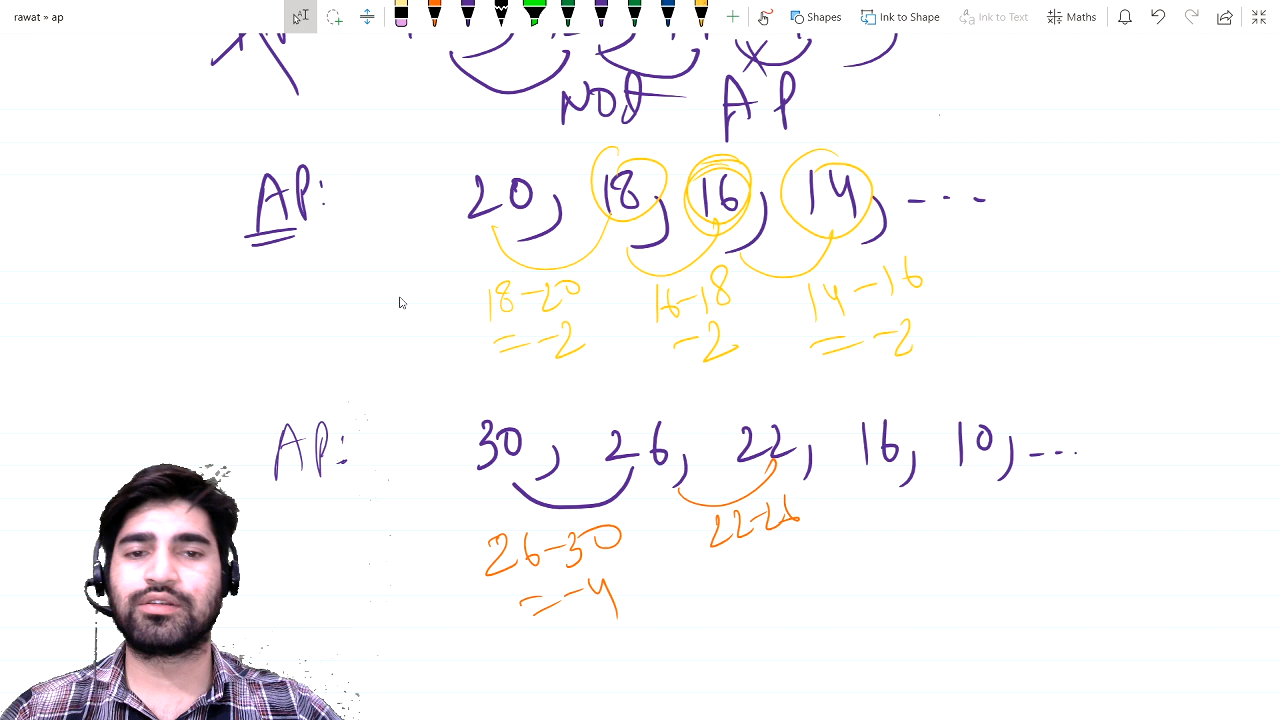 rawat » ap
Shapes Ink to Shape Ink to Text Maths
NOT AP
AP: 20, 18, 16, 14, ---
18-20 16-18 14-16
=-2 -2 =-2
AP: 30, 26, 22, 16, 10, ---
26-30 22-26
=-4